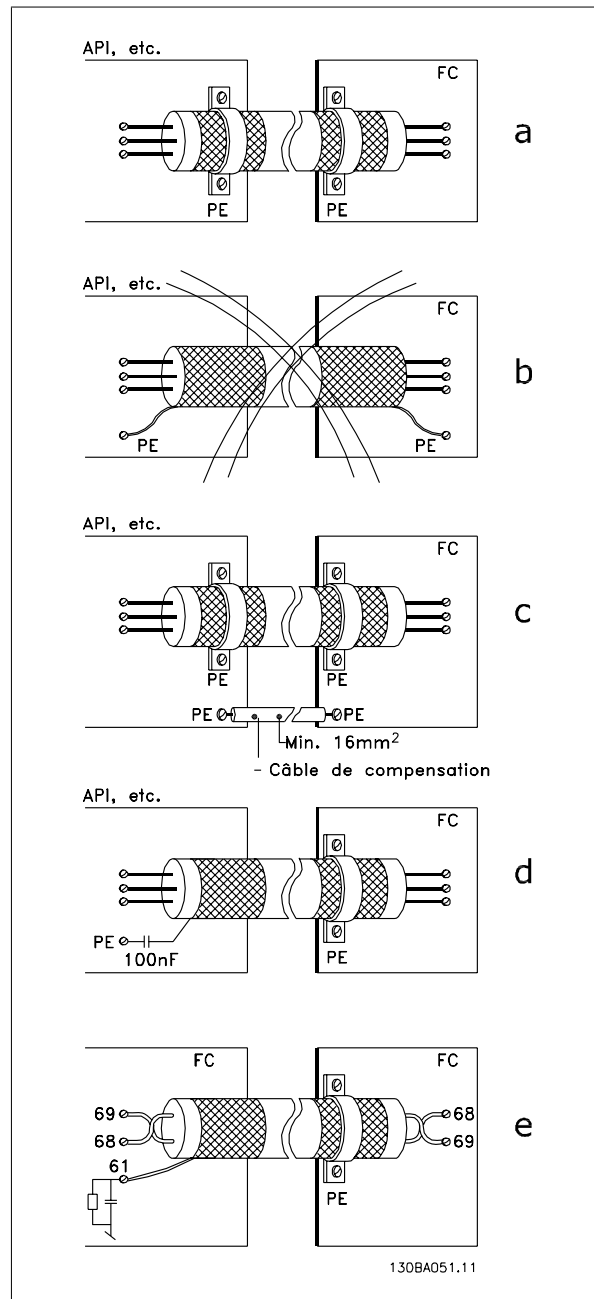 API, etc.
FC
PE
PE
a
API, etc.
FC
PE
PE
b
API, etc.
FC
PE
PE
PE
PE
Min. 16mm²
Câble de compensation
c
API, etc.
FC
PE
100nF
PE
d
FC
FC
69
68
61
68
69
PE
e
130BA051.11